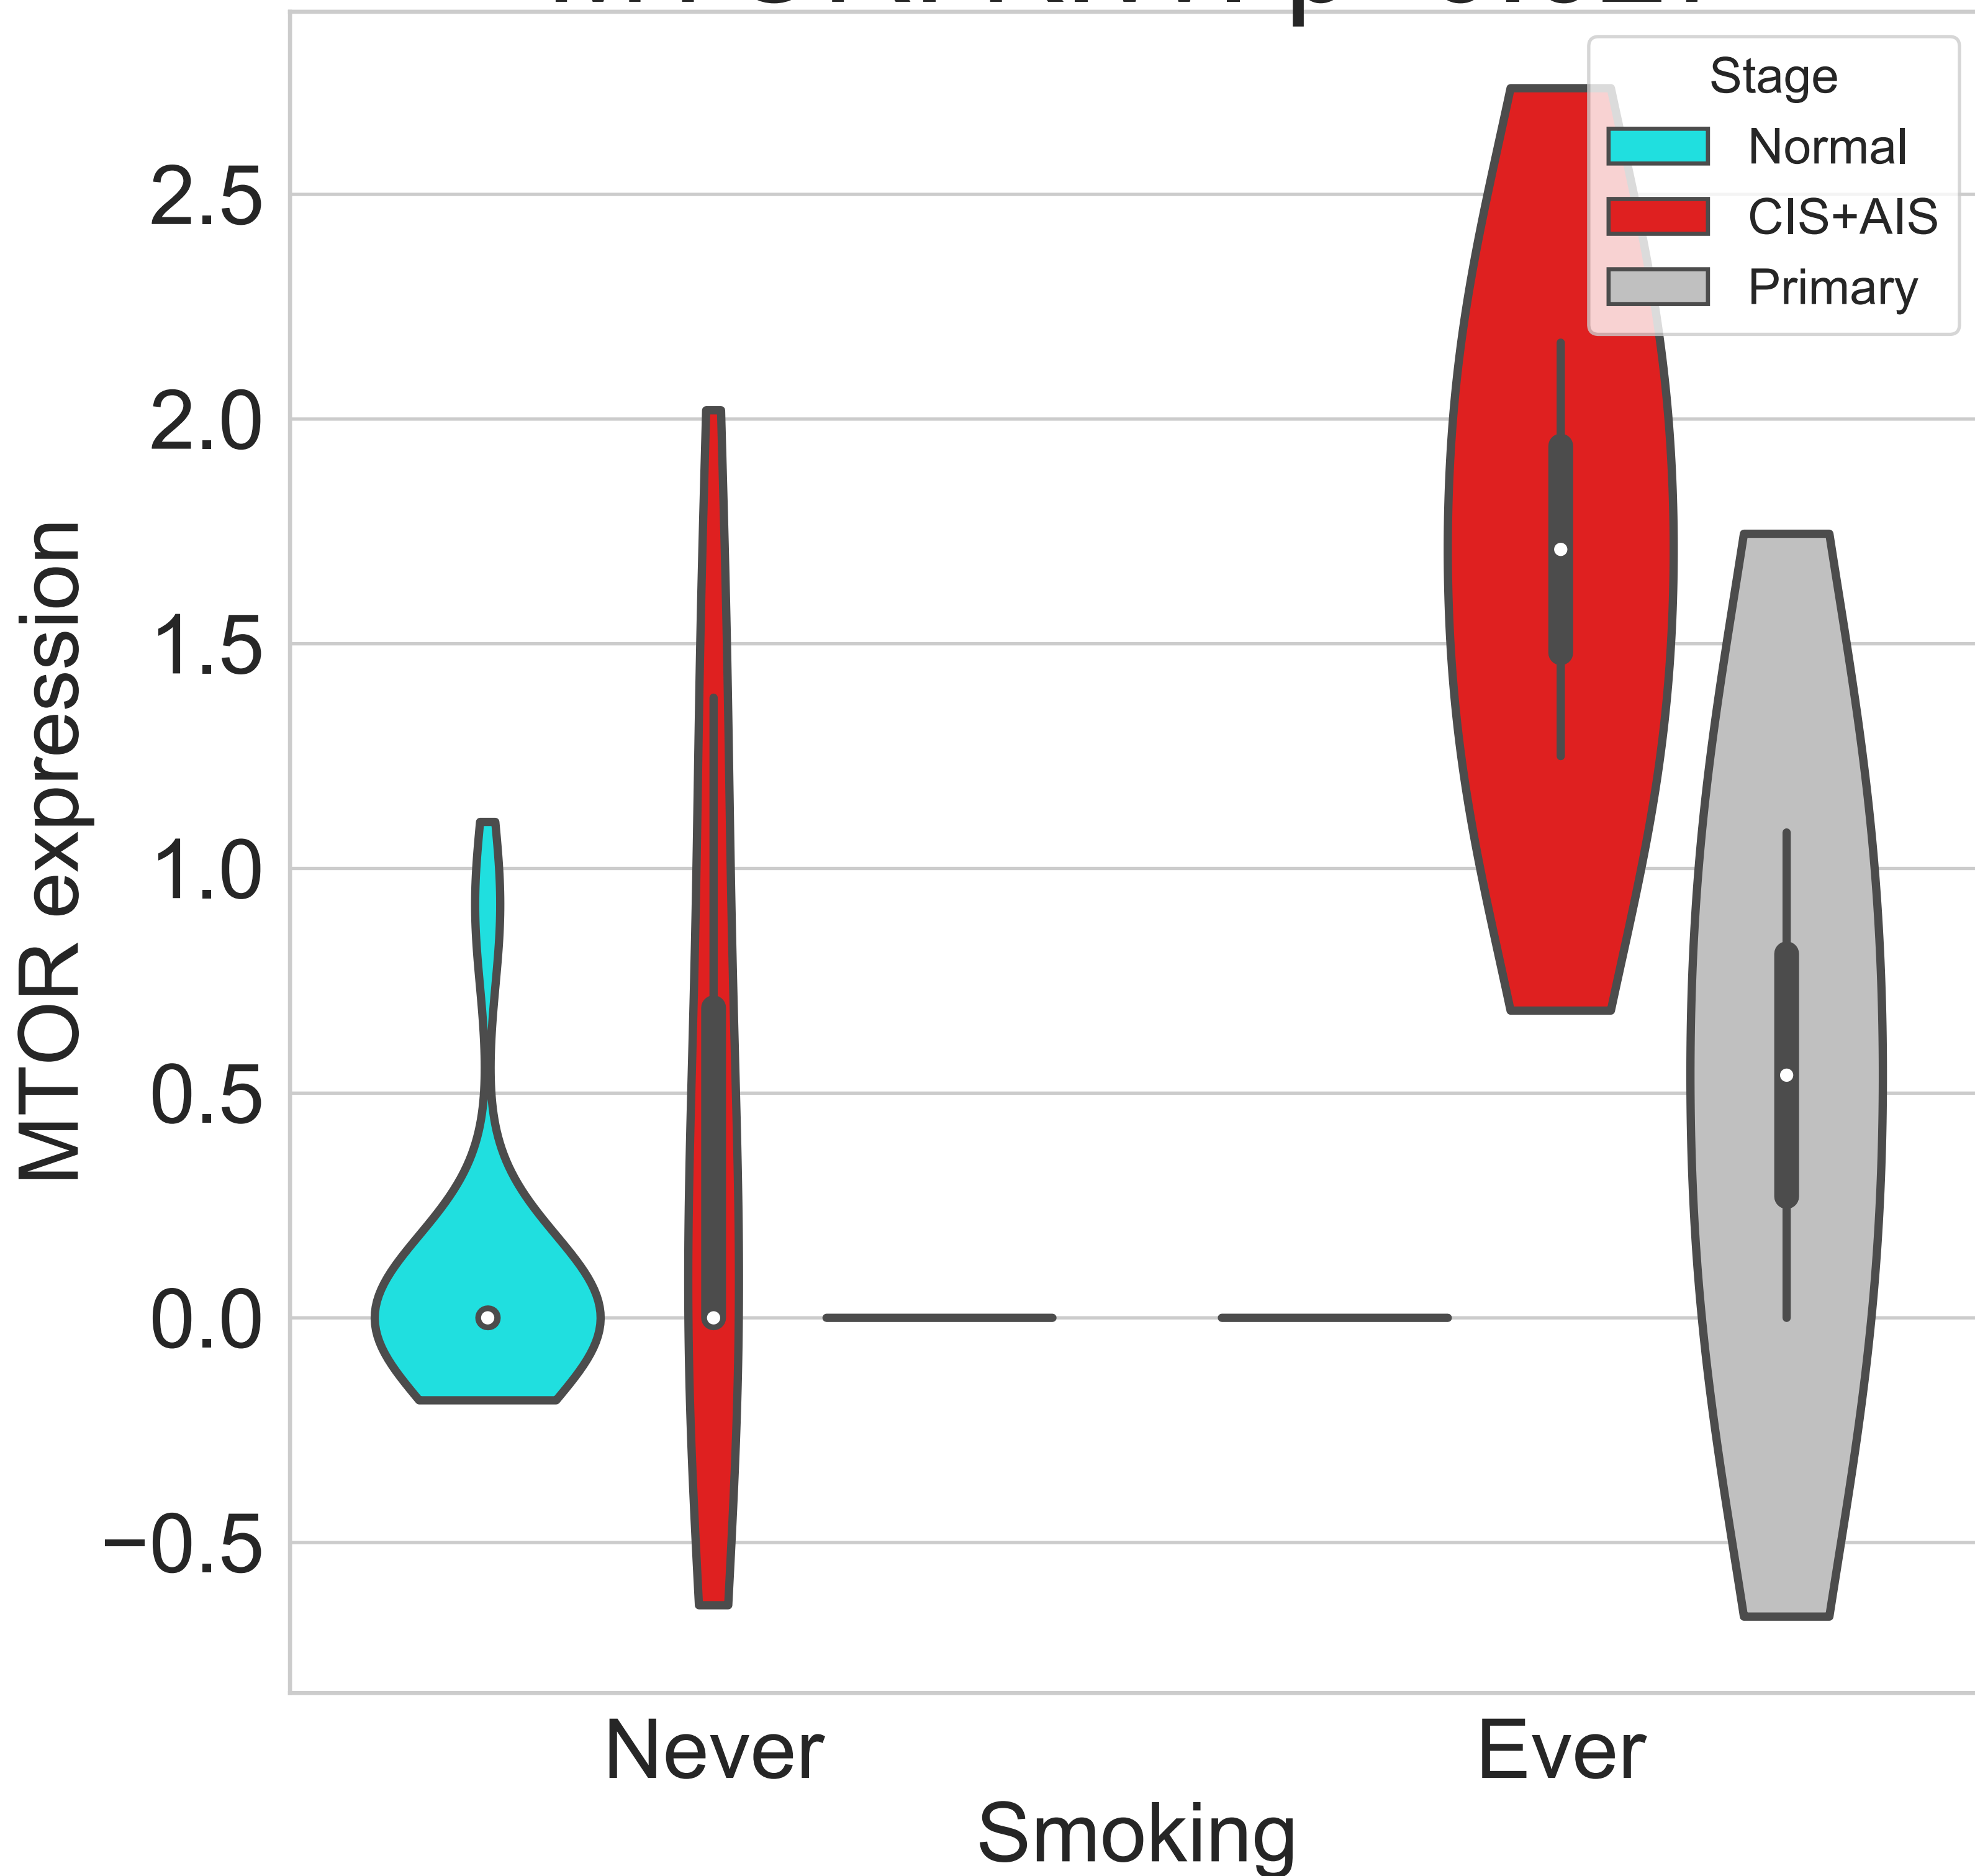 Stage
Normal
CIS+AIS
Primary
2.5
2.0
1.5
1.0
0.5
0.0
−0.5
MTOR expression
Never
Ever
Smoking